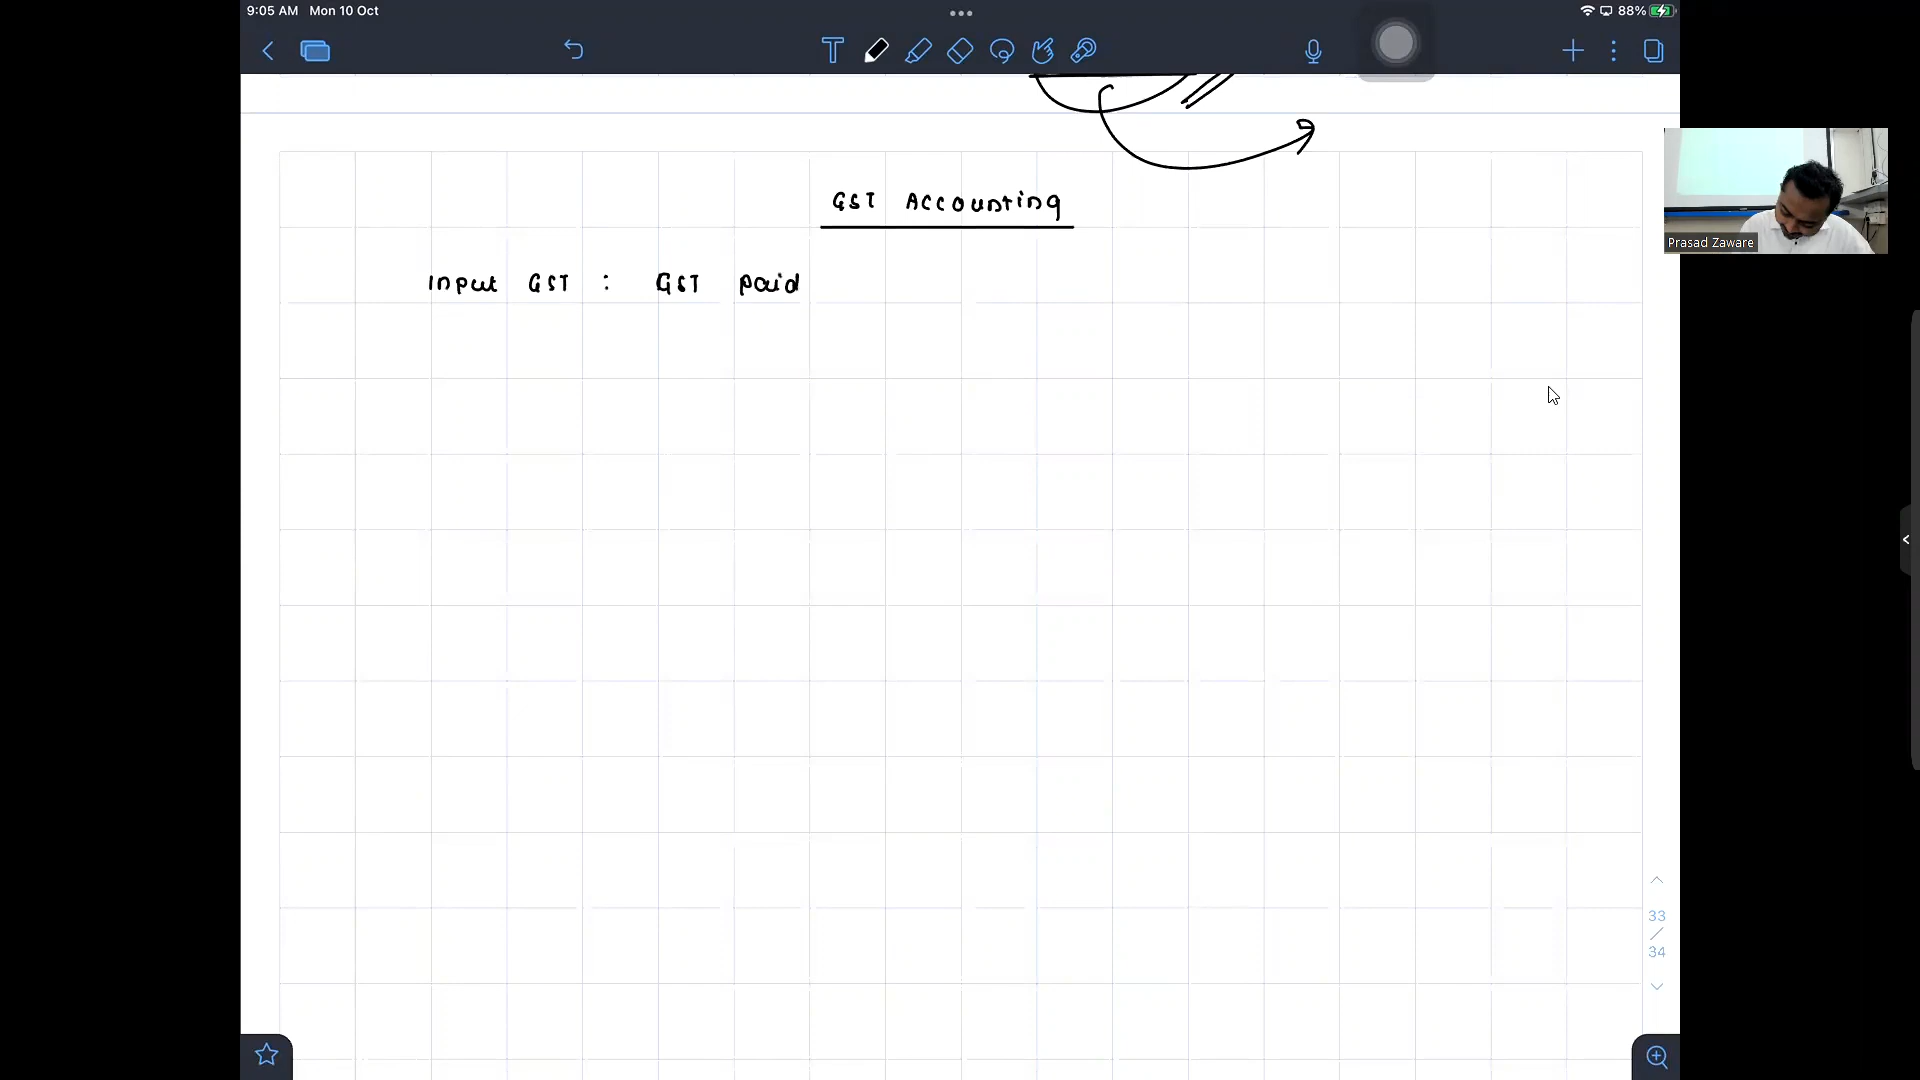 9:05 AM Mon 10 Oct
88%
T
GST Accounting
Prasad Zaware
Input GST : GST paid
33
/
34